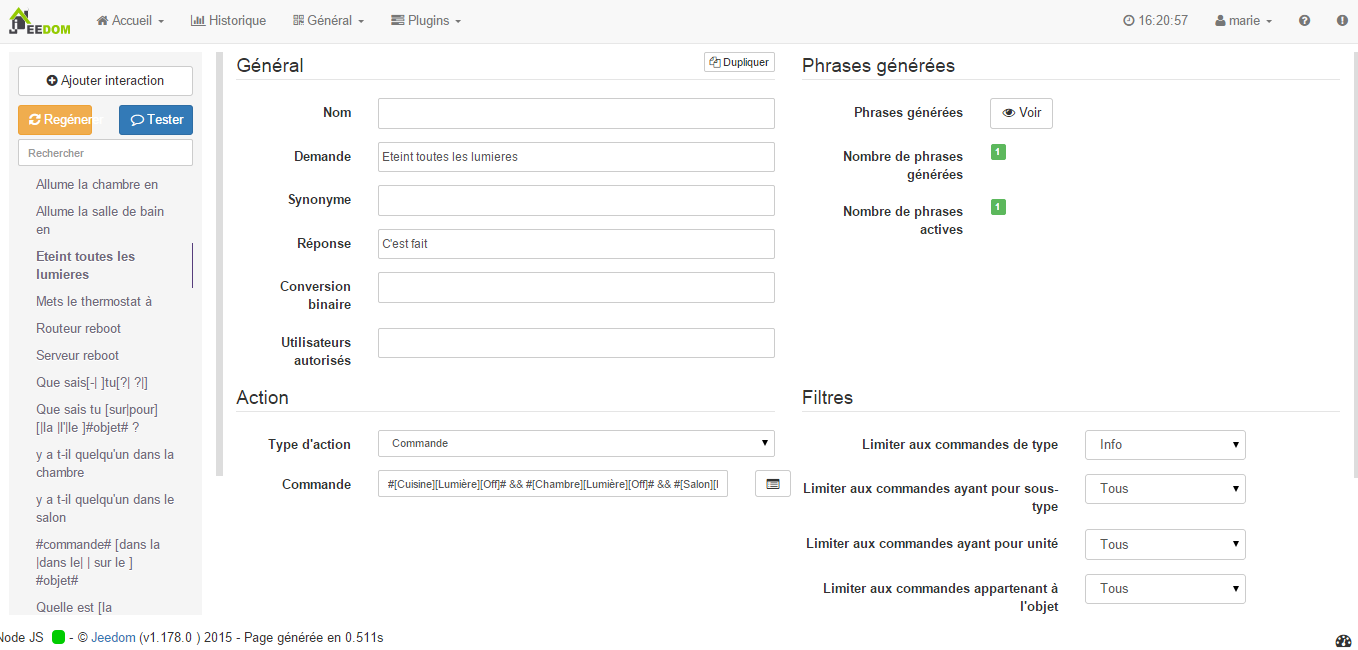 JEEDOM
Accueil
Historique
Général
Plugins
16:20:57
marie
Ajouter interaction
Regéner
Tester
Rechercher
Allume la chambre en
Allume la salle de bain
en
Eteint toutes les
lumieres
Mets le thermostat à
Routeur reboot
Serveur reboot
Que sais[-| ]tu[?| ?|]
Que sais tu [sur|pour]
[|la |l'|le ]#objet# ?
y a t-il quelqu'un dans la
chambre
y a t-il quelqu'un dans le
salon
#commande# [dans la
|dans le| | sur le ]
#objet#
Quelle est [la
Général
Dupliquer
Nom
Demande
Eteint toutes les lumieres
Synonyme
Réponse
C'est fait
Conversion
binaire
Utilisateurs
autorisés
Phrases générées
Phrases générées
Voir
Nombre de phrases
générées
1
Nombre de phrases
actives
1
Action
Type d'action
Commande
Commande
#[Cuisine][Lumière][Off]# && #[Chambre][Lumière][Off]# && #[Salon][
Filtres
Limiter aux commandes de type
Info
Limiter aux commandes ayant pour sous-
type
Tous
Limiter aux commandes ayant pour unité
Tous
Limiter aux commandes appartenant à
l'objet
Tous
Node JS - © Jeedom (v1.178.0 ) 2015 - Page générée en 0.511s